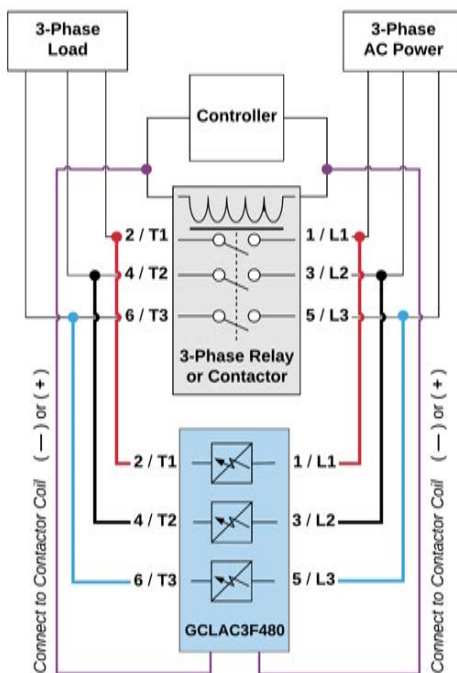 3-Phase
Load
3-Phase
AC Power
Controller
2 / T1
1 / L1
4 / T2
3 / L2
6 / T3
5 / L3
3-Phase Relay
or Contactor
Connect to Contactor Coil ( — ) or ( + )
Connect to Contactor Coil ( — ) or ( + )
2 / T1
1 / L1
4 / T2
3 / L2
6 / T3
5 / L3
GCLAC3F480